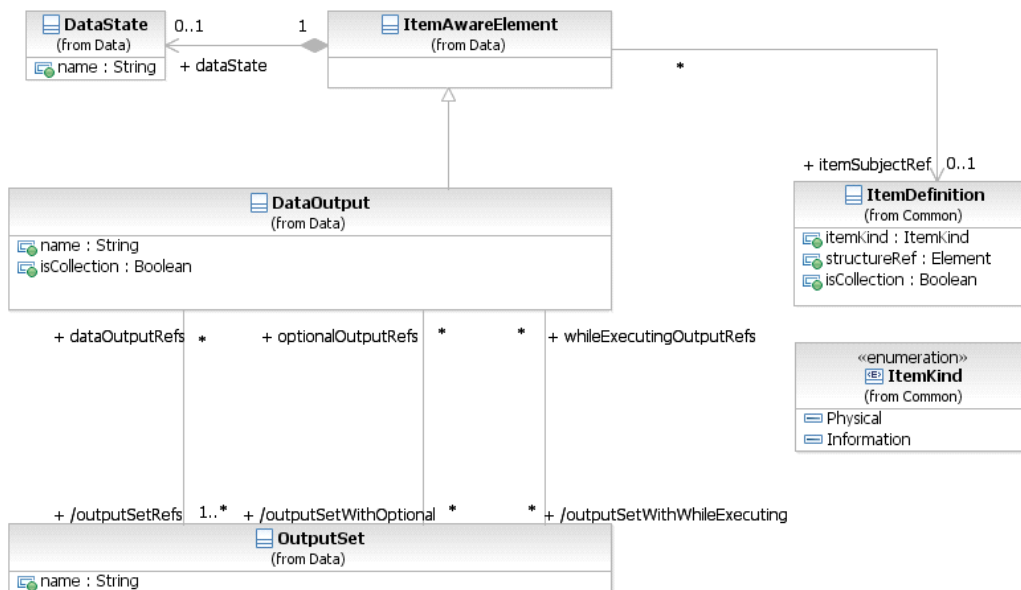 DataState
(from Data)
name : String
0..1
1
+ dataState
ItemAwareElement
(from Data)
*
+ itemSubjectRef
0..1
ItemDefinition
(from Common)
itemKind : ItemKind
structureRef : Element
isCollection : Boolean
DataOutput
(from Data)
name : String
isCollection : Boolean
+ dataOutputRefs
*
+ optionalOutputRefs
*
*
+ whileExecutingOutputRefs
«enumeration»
<E> ItemKind
(from Common)
Physical
Information
+ /outputSetRefs
1..*
+ /outputSetWithOptional
*
*
+ /outputSetWithWhileExecuting
OutputSet
(from Data)
name : String